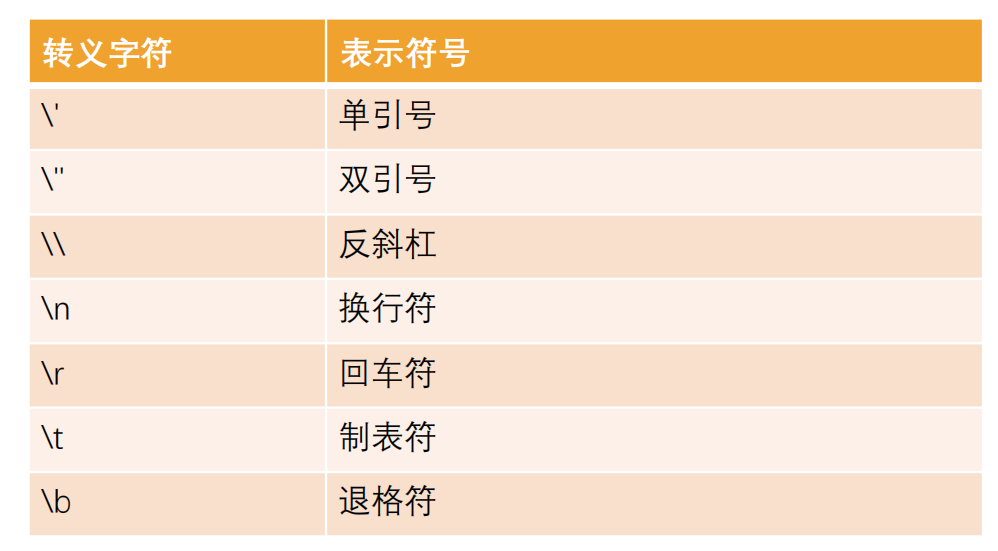 转义字符 表示符号
\' 单引号
\" 双引号
\\ 反斜杠
\n 换行符
\r 回车符
\t 制表符
\b 退格符